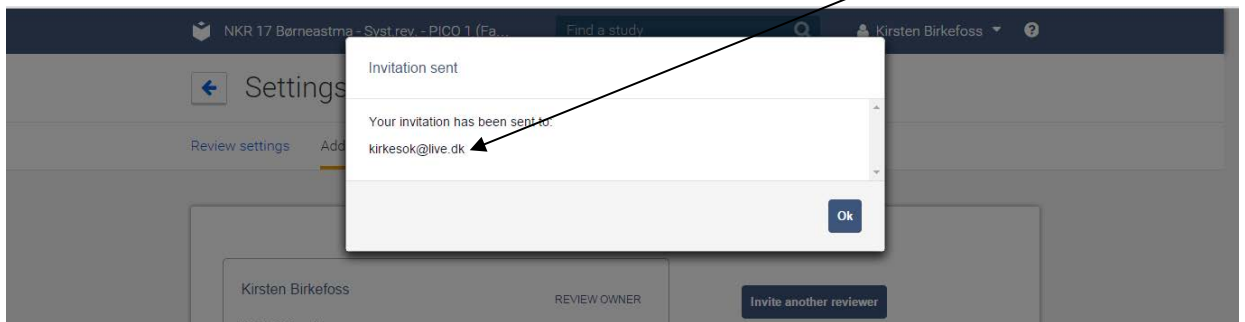 NKR 17 Børneastma - Syst.rev. - PICO 1 (Fa... Find a study Kirsten Birkefoss ?
Invitation sent
Settings
Your invitation has been sent to:
kirkesok@live.dk
Review settings Add
Ok
Kirsten Birkefoss
REVIEW OWNER
Invite another reviewer